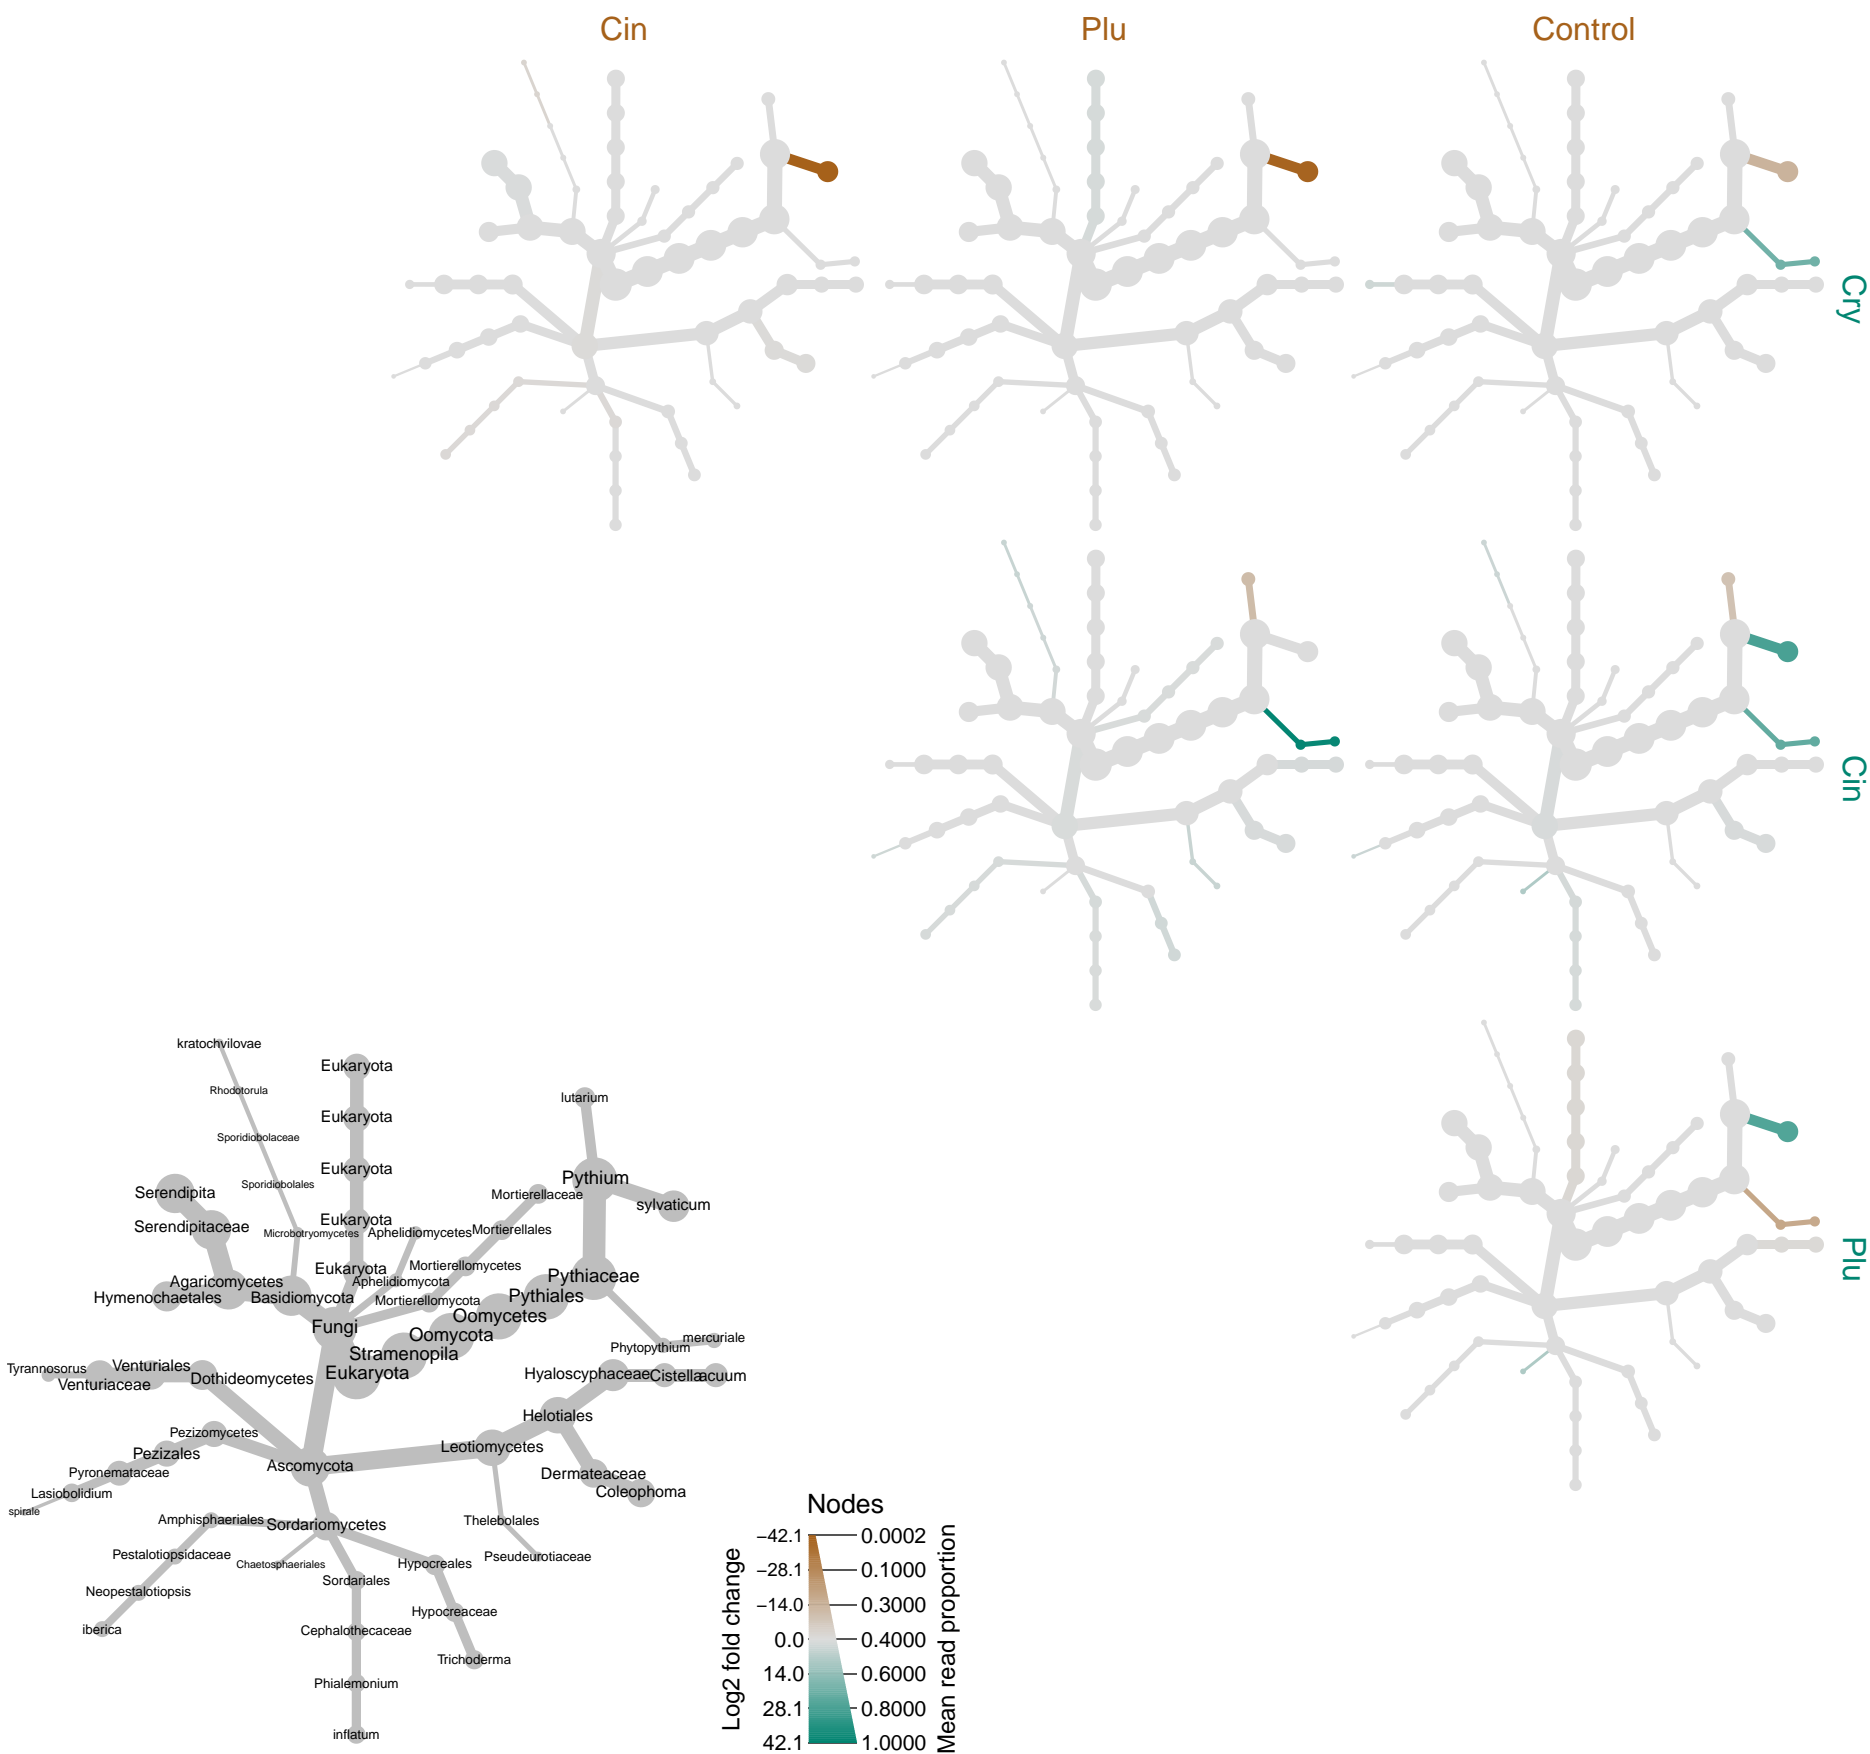 Cin
Plu
Control
Cry
Cin
Plu
kratochvilovae
Eukaryota
Rhodotorula
lutarium
Eukaryota
Sporidiobolaceae
Eukaryota
Pythium
Sporidiobolales
Serendipita
Mortierellaceae
sylvaticum
Eukaryota
Serendipitaceae
Microbotryomycetes
Aphelidiomycetes
Mortierellales
Eukaryota
Mortierellomycetes
Pythiaceae
Agaricomycetes
Aphelidiomycota
Hymenochaetales
Basidiomycota
Mortierellomycota
Pythiales
Oomycetes
Fungi
Oomycota
mercuriale
Phytopythium
Stramenopila
Tyrannosorus
Venturiales
Eukaryota
Hyaloscyphaceae
Cistella
acuum
Venturiaceae
Dothideomycetes
Helotiales
Pezizomycetes
Leotiomycetes
Pezizales
Ascomycota
Pyronemataceae
Dermateaceae
Lasiobolidium
Coleophoma
spirale
Amphisphaeriales
Sordariomycetes
Thelebolales
Pestalotiopsidaceae
Chaetosphaeriales
Hypocreales
Pseudeurotiaceae
Sordariales
Neopestalotiopsis
Hypocreaceae
iberica
Cephalothecaceae
Trichoderma
Phialemonium
inflatum
Nodes
Log2 fold change
Mean read proportion
−42.1 0.0002
−28.1 0.1000
−14.0 0.3000
0.0 0.4000
14.0 0.6000
28.1 0.8000
42.1 1.0000